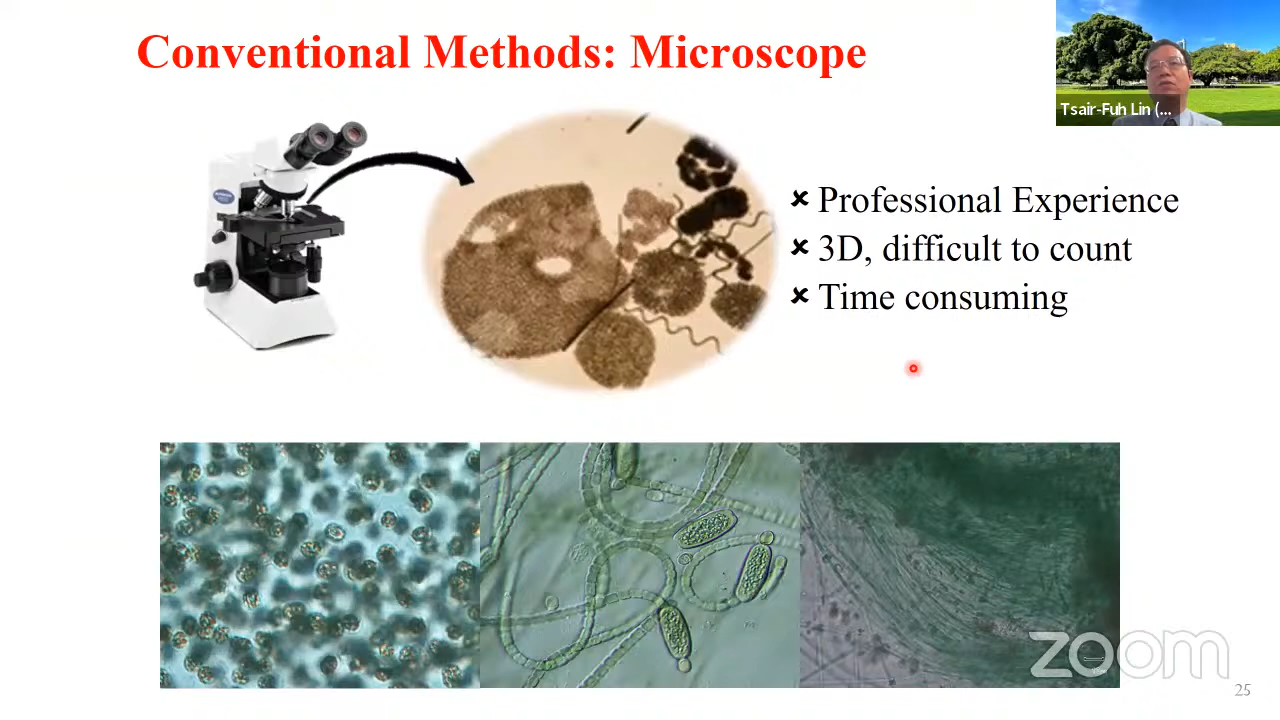 Conventional Methods: Microscope
Tsair-Fuh Lin (...
× Professional Experience
× 3D, difficult to count
× Time consuming
zoom
25